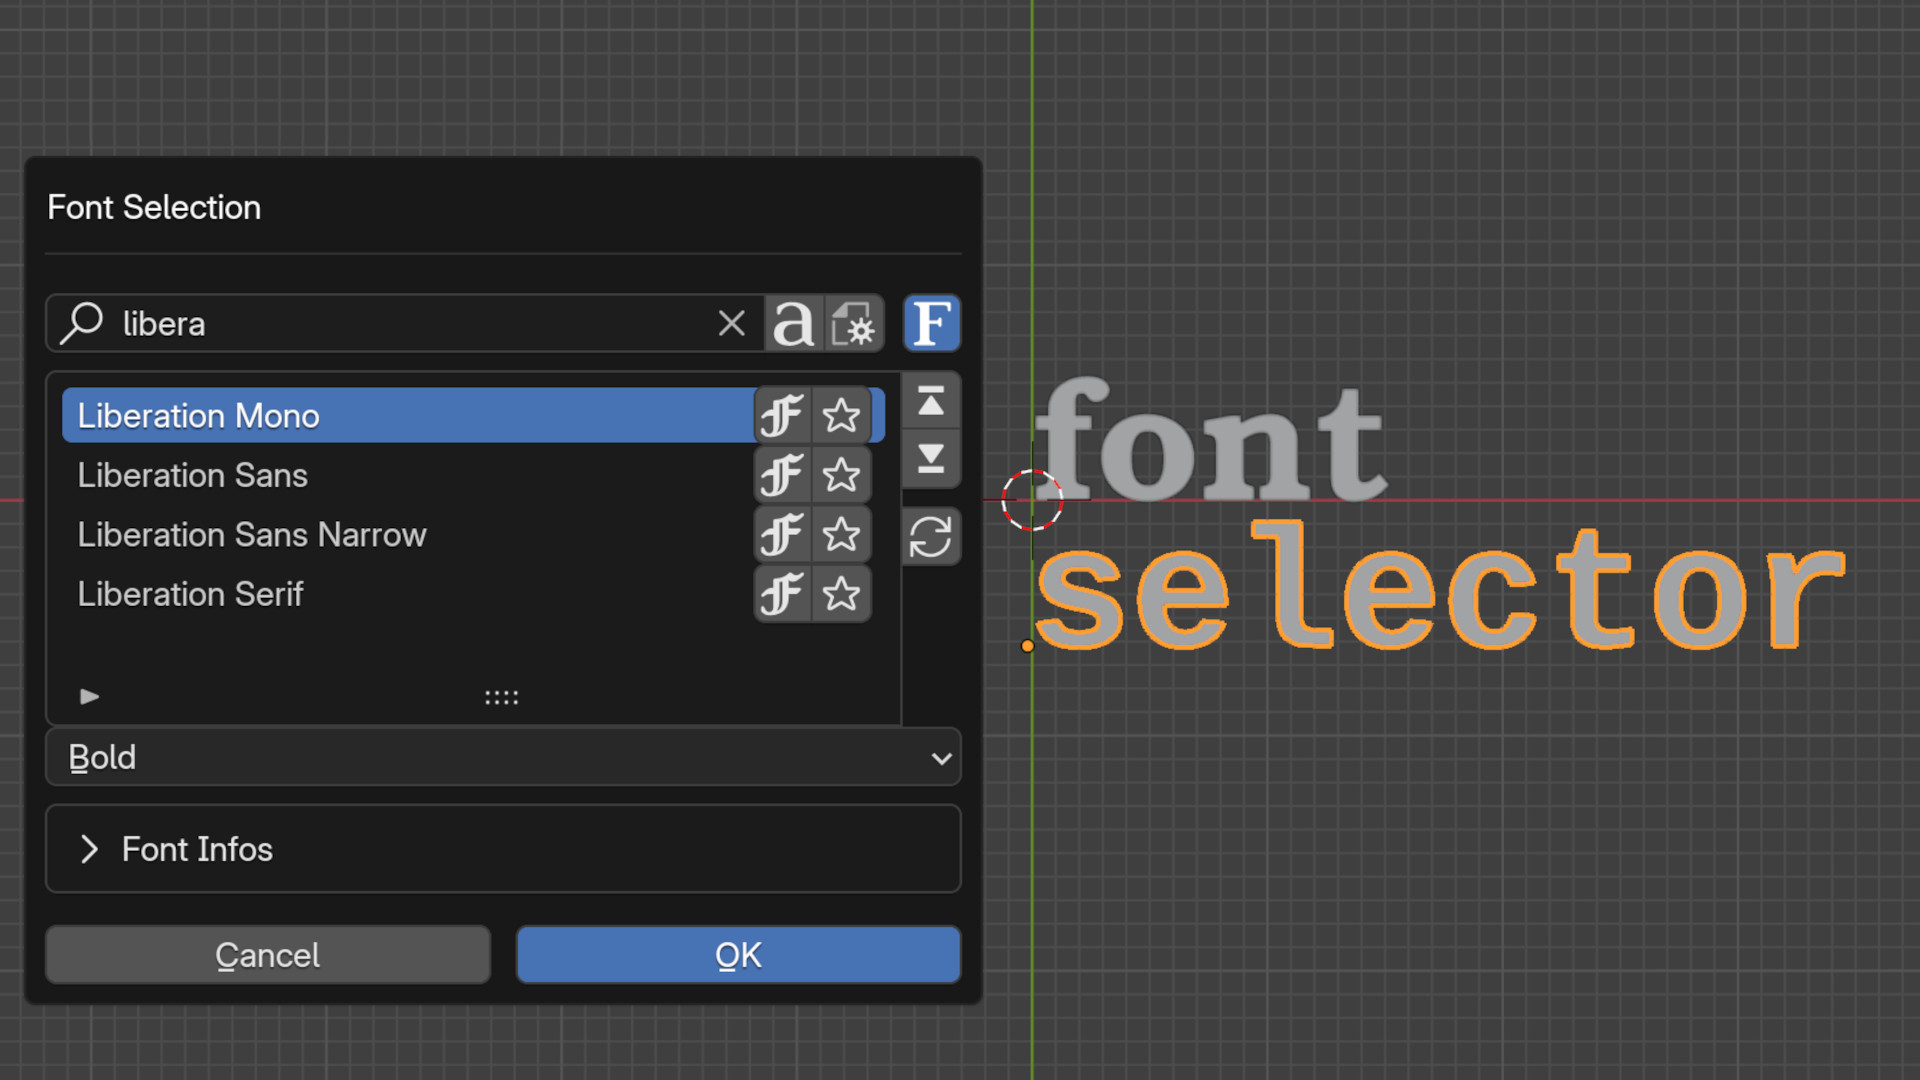 Font Selection
libera
Liberation Mono
Liberation Sans
Liberation Sans Narrow
Liberation Serif
Bold
Font Infos
Cancel
OK
font
selector